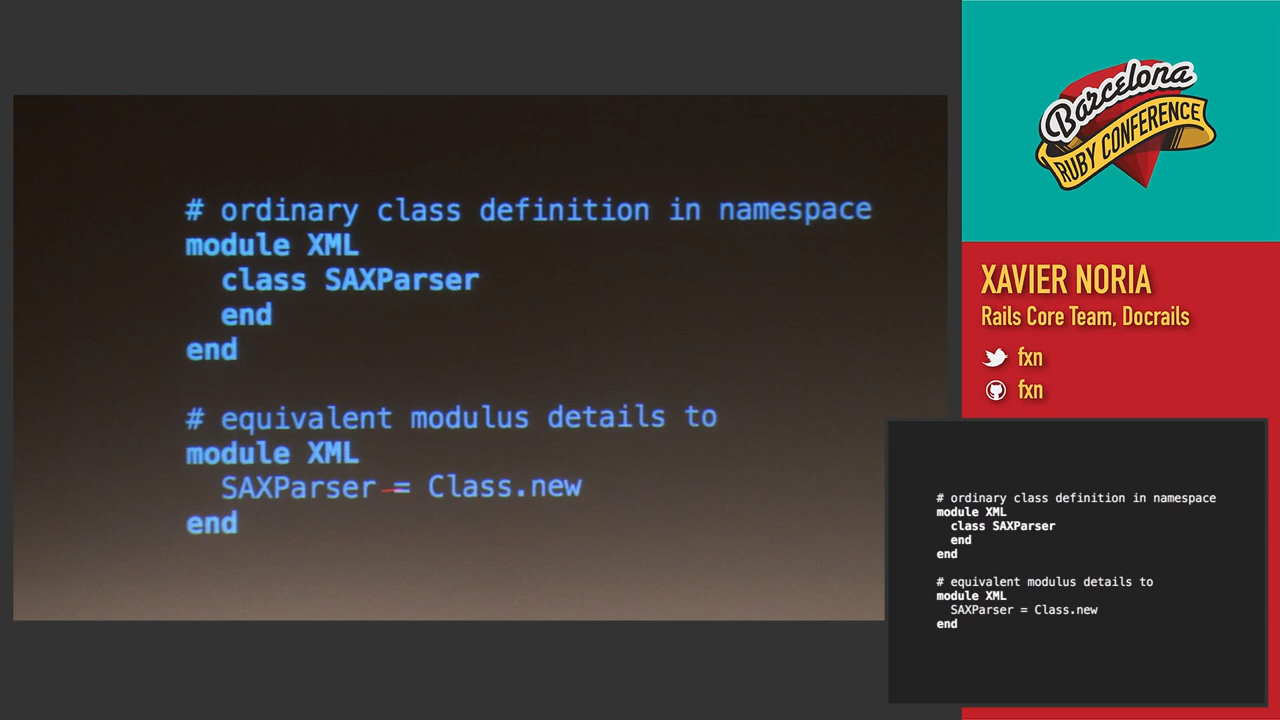 # ordinary class definition in namespace
module XML
  class SAXParser
  end
end
# equivalent modulus details to
module XML
  SAXParser = Class.new
end
Barcelona
RUBY CONFERENCE
XAVIER NORIA
Rails Core Team, Docrails
fxn
fxn
# ordinary class definition in namespace
module XML
  class SAXParser
  end
end
# equivalent modulus details to
module XML
  SAXParser = Class.new
end